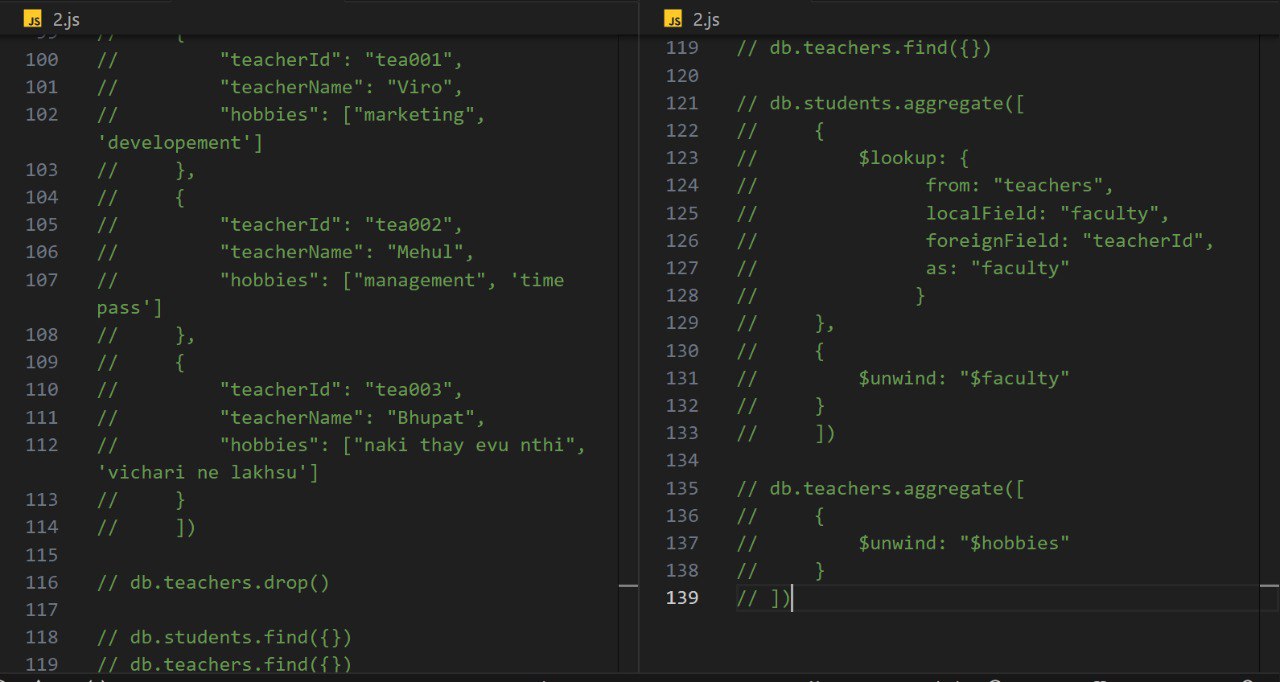 JS 2.js
99 // {
100 // "teacherId": "tea001",
101 // "teacherName": "Viro",
102 // "hobbies": ["marketing",
'developement']
103 // },
104 // {
105 // "teacherId": "tea002",
106 // "teacherName": "Mehul",
107 // "hobbies": ["management", 'time
pass']
108 // },
109 // {
110 // "teacherId": "tea003",
111 // "teacherName": "Bhupat",
112 // "hobbies": ["naki thay evu nthi",
'vichari ne lakhsu']
113 // }
114 // ])
115
116 // db.teachers.drop()
117
118 // db.students.find({})
119 // db.teachers.find({})
JS 2.js
119 // db.teachers.find({})
120
121 // db.students.aggregate([
122 // {
123 // $lookup: {
124 // from: "teachers",
125 // localField: "faculty",
126 // foreignField: "teacherId",
127 // as: "faculty"
128 // }
129 // },
130 // {
131 // $unwind: "$faculty"
132 // }
133 // ])
134
135 // db.teachers.aggregate([
136 // {
137 // $unwind: "$hobbies"
138 // }
139 // ])